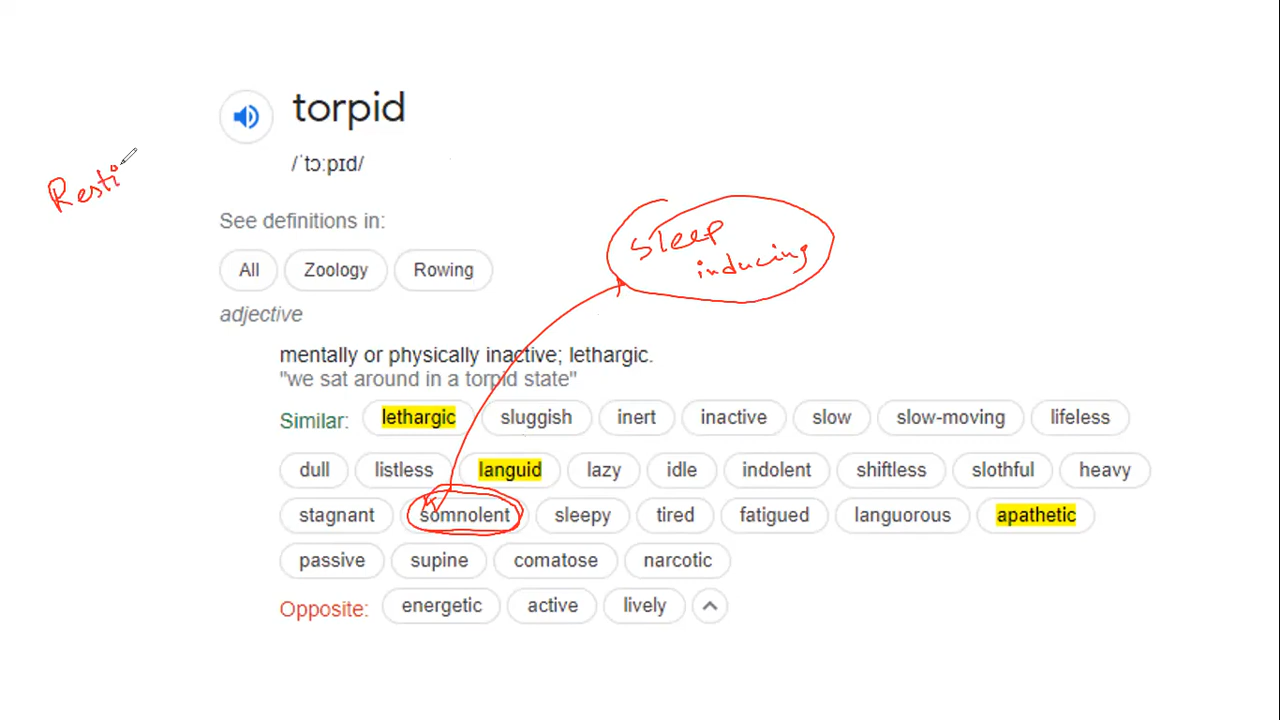 torpid
/ˈtɔːpɪd/
Resti
See definitions in:
All Zoology Rowing
sleep
inducing
adjective
mentally or physically inactive; lethargic.
"we sat around in a torpid state"
Similar: lethargic sluggish inert inactive slow slow-moving lifeless
dull listless languid lazy idle indolent shiftless slothful heavy
stagnant somnolent sleepy tired fatigued languorous apathetic
passive supine comatose narcotic
Opposite: energetic active lively